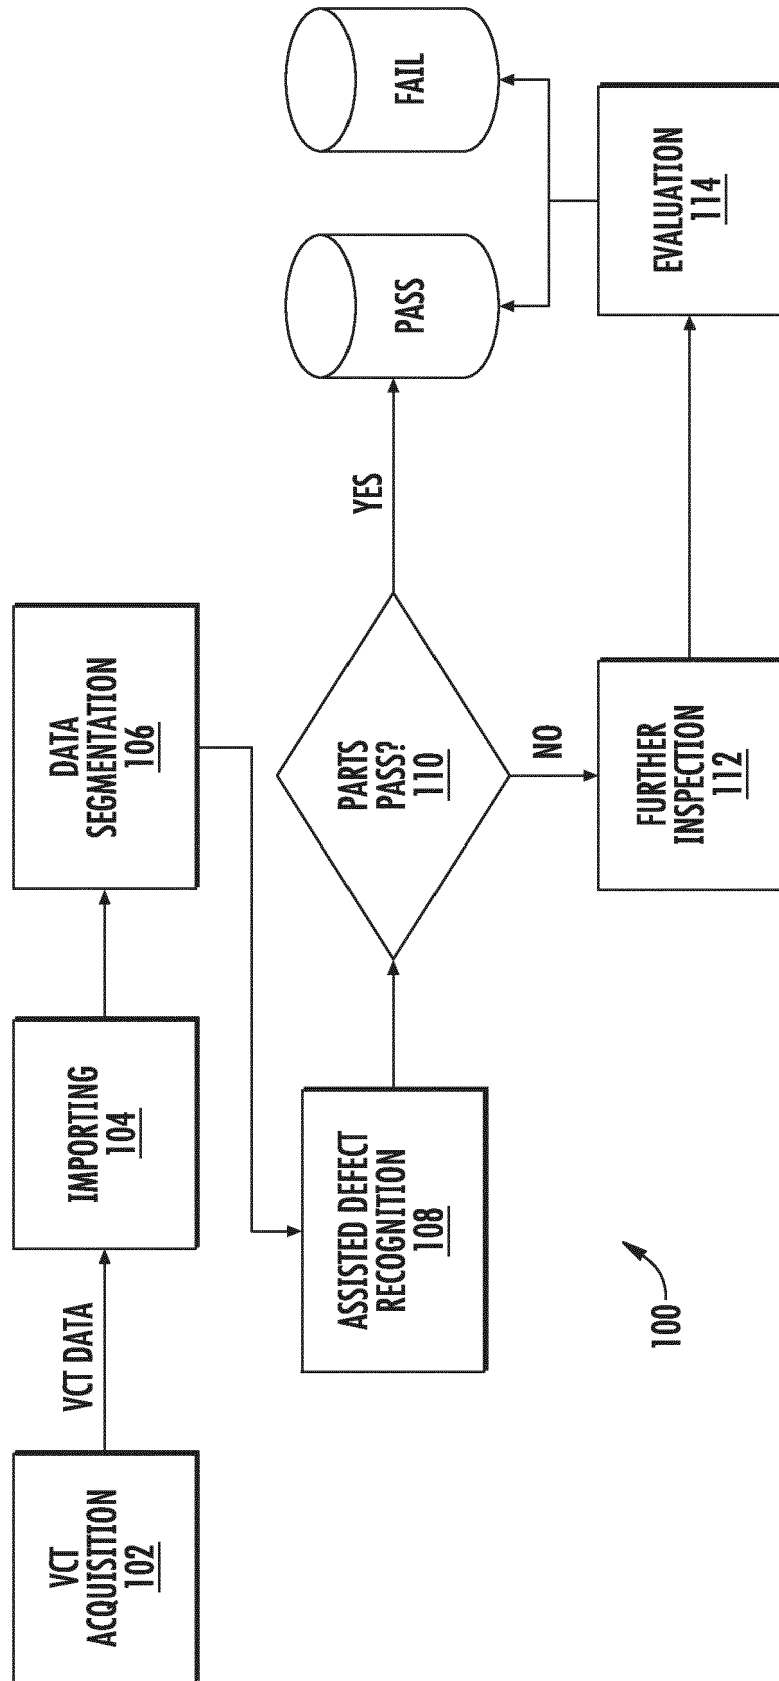 VCT
ACQUISITION
102
VCT DATA
IMPORTING
104
DATA
SEGMENTATION
106
ASSISTED DEFECT
RECOGNITION
108
PARTS
PASS?
110
YES
NO
PASS
FAIL
FURTHER
INSPECTION
112
EVALUATION
114
100